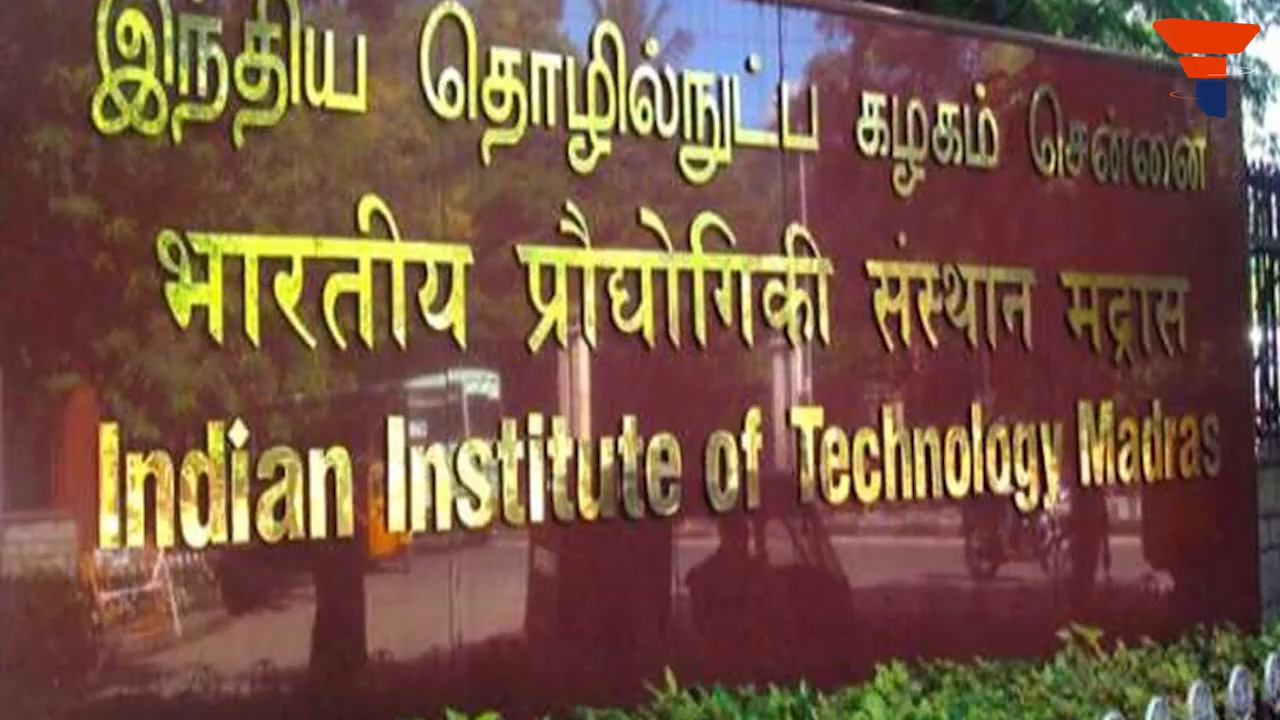 இந்திய தொழில்நுட்ப கழகம் சென்னை
भारतीय प्रौद्योगिकी संस्थान मद्रास
Indian Institute of Technology Madras